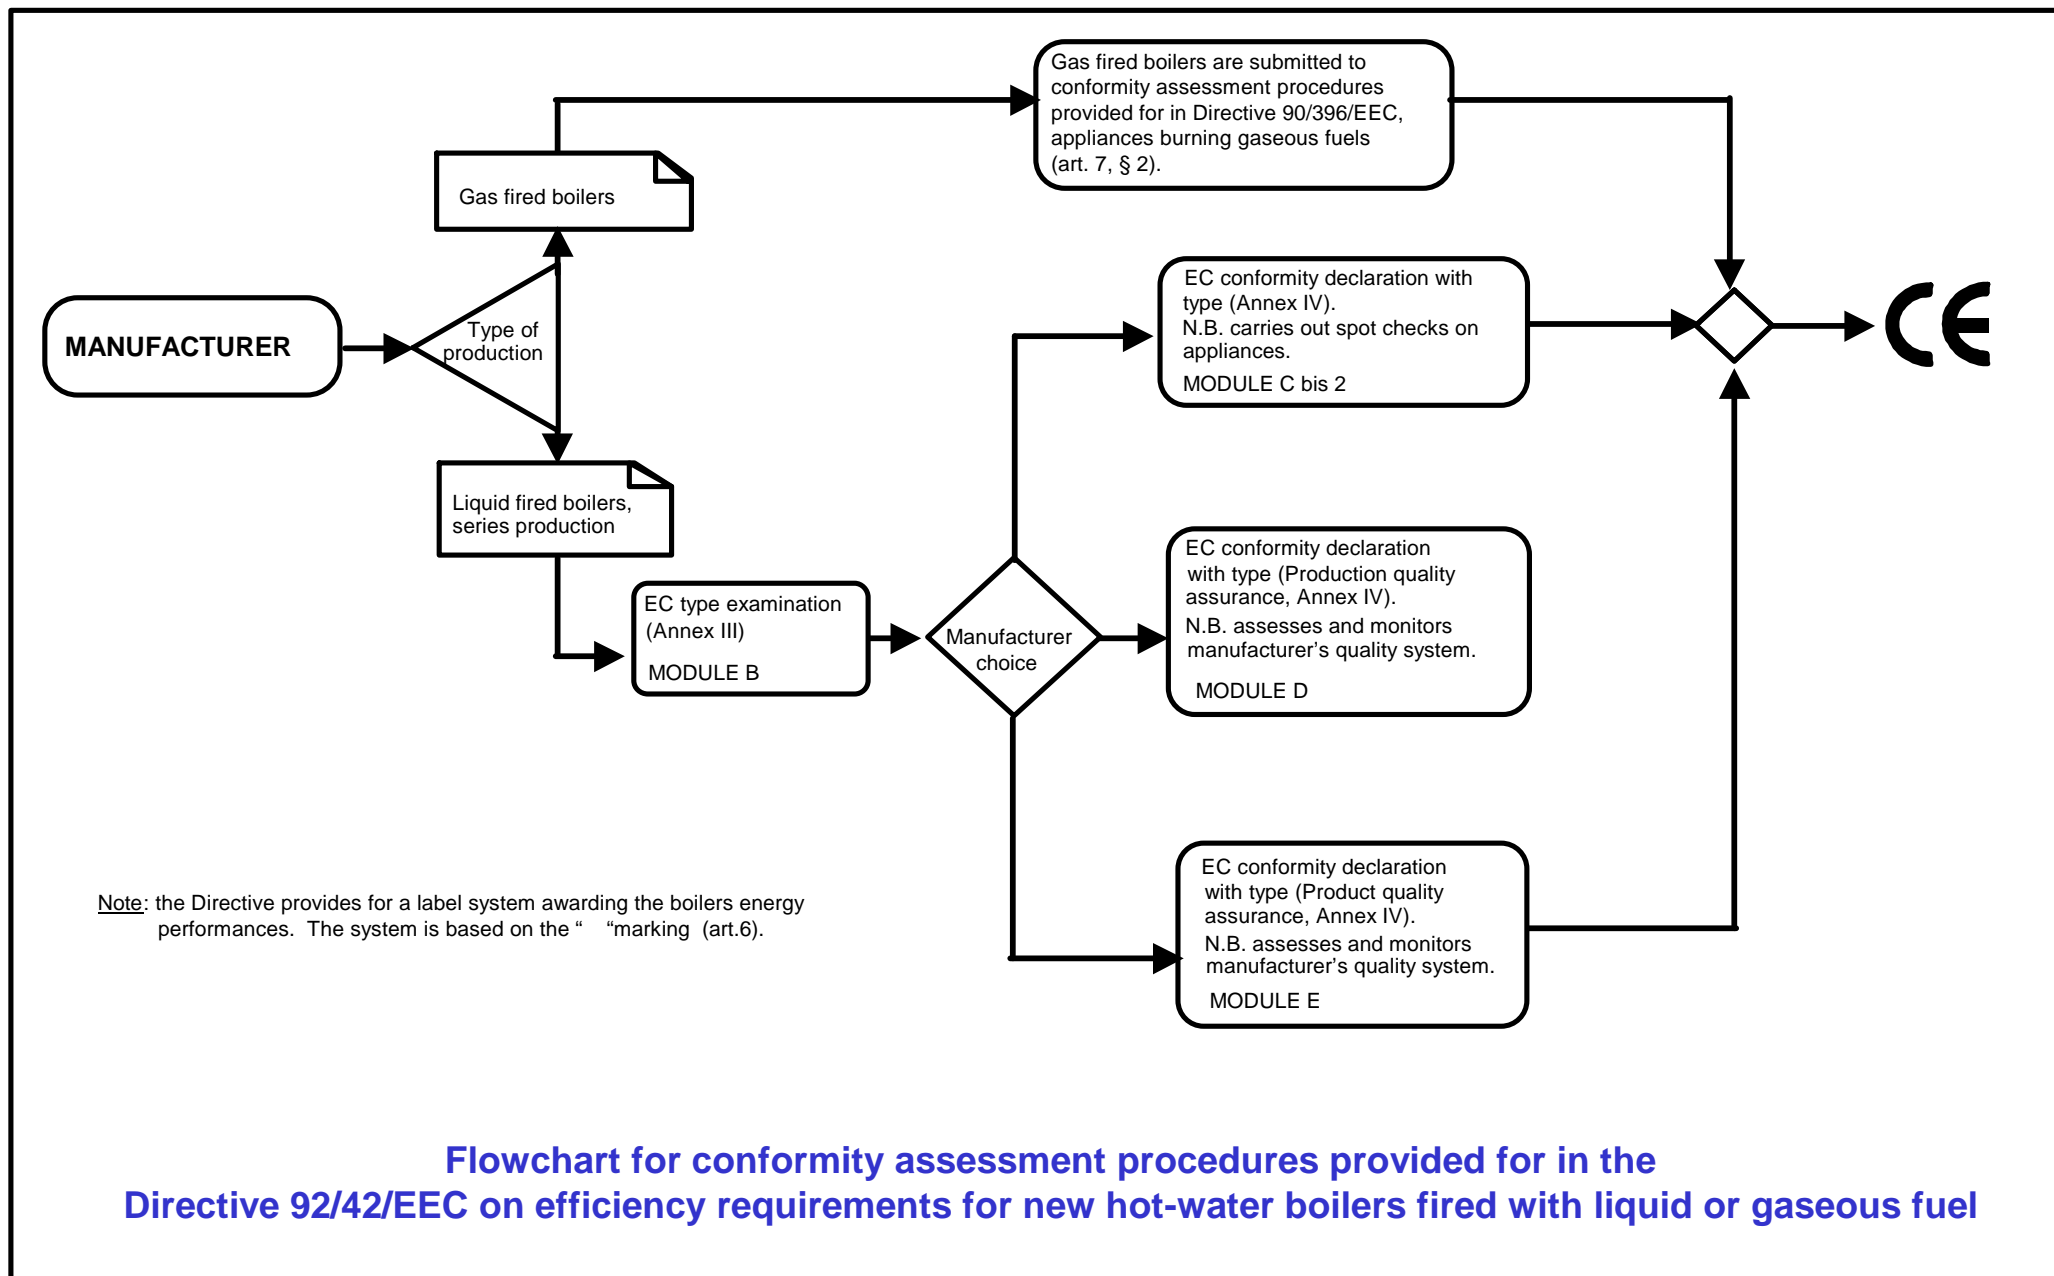 Gas fired boilers are submitted to
conformity assessment procedures
provided for in Directive 90/396/EEC,
appliances burning gaseous fuels
(art. 7, § 2).
Gas fired boilers
MANUFACTURER
Type of
production
EC conformity declaration with
type (Annex IV).
N.B. carries out spot checks on
appliances.
MODULE C bis 2
CE
Liquid fired boilers,
series production
EC type examination
(Annex III)
MODULE B
Manufacturer
choice
EC conformity declaration
with type (Production quality
assurance, Annex IV).
N.B. assesses and monitors
manufacturer’s quality system.
MODULE D
EC conformity declaration
with type (Product quality
assurance, Annex IV).
N.B. assesses and monitors
manufacturer’s quality system.
MODULE E
Note: the Directive provides for a label system awarding the boilers energy
performances. The system is based on the “ “marking (art.6).
Flowchart for conformity assessment procedures provided for in the
Directive 92/42/EEC on efficiency requirements for new hot-water boilers fired with liquid or gaseous fuel